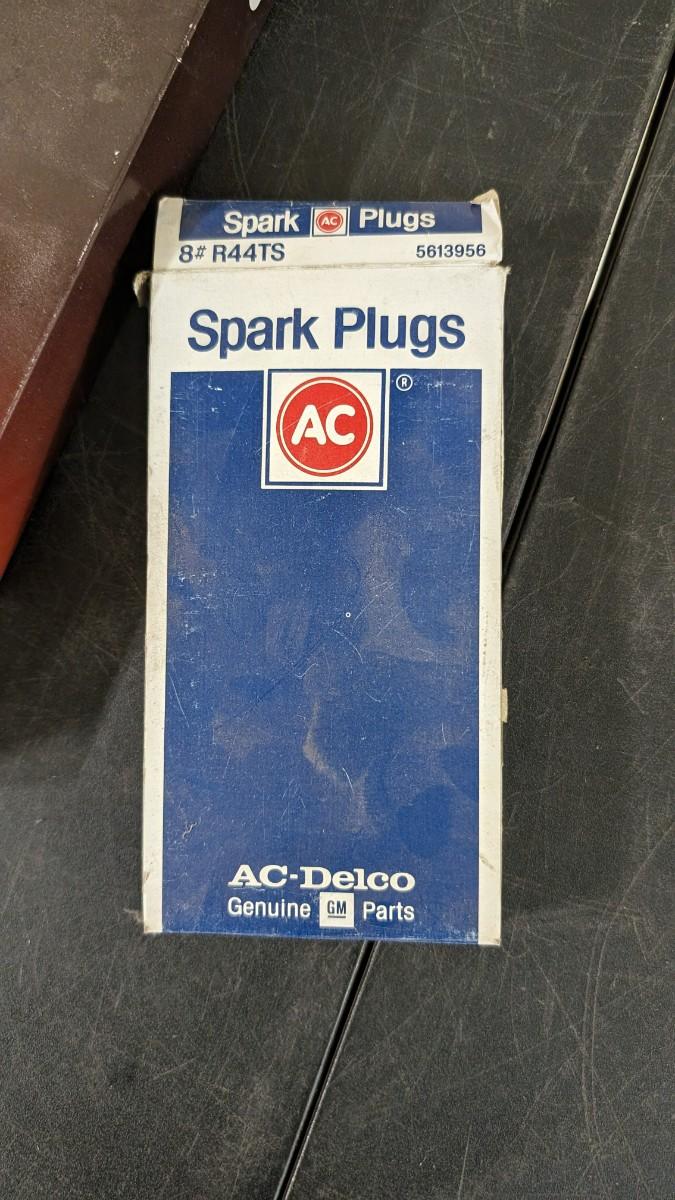 Spark AC Plugs
8# R44TS 5613956
Spark Plugs
AC ®
AC-Delco
Genuine GM Parts